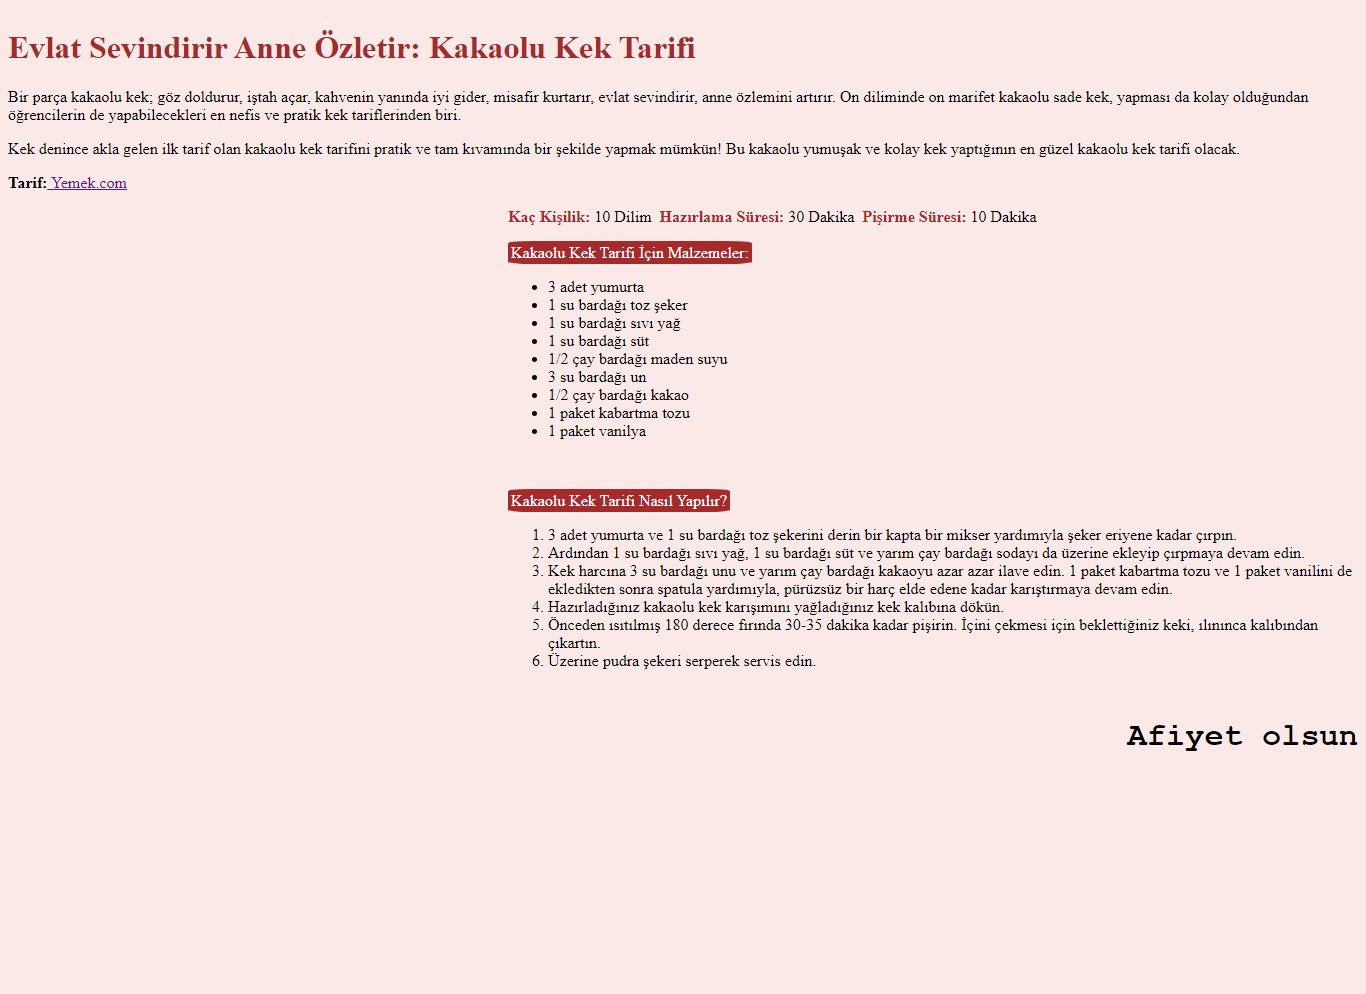 Evlat Sevindirir Anne Özletir: Kakaolu Kek Tarifi
Bir parça kakaolu kek; göz doldurur, iştah açar, kahvenin yanında iyi gider, misafir kurtarır, evlat sevindirir, anne özlemini artırır. On diliminde on marifet kakaolu sade kek, yapması da kolay olduğundan
öğrencilerin de yapabilecekleri en nefis ve pratik kek tariflerinden biri.
Kek denince akla gelen ilk tarif olan kakaolu kek tarifini pratik ve tam kıvamında bir şekilde yapmak mümkün! Bu kakaolu yumuşak ve kolay kek yaptığının en güzel kakaolu kek tarifi olacak.
Tarif: Yemek.com
Kaç Kişilik: 10 Dilim Hazırlama Süresi: 30 Dakika Pişirme Süresi: 10 Dakika
Kakaolu Kek Tarifi İçin Malzemeler:
• 3 adet yumurta
• 1 su bardağı toz şeker
• 1 su bardağı sıvı yağ
• 1 su bardağı süt
• 1/2 çay bardağı maden suyu
• 3 su bardağı un
• 1/2 çay bardağı kakao
• 1 paket kabartma tozu
• 1 paket vanilya
Kakaolu Kek Tarifi Nasıl Yapılır?
1. 3 adet yumurta ve 1 su bardağı toz şekerini derin bir kapta bir mikser yardımıyla şeker eriyene kadar çırpın.
2. Ardından 1 su bardağı sıvı yağ, 1 su bardağı süt ve yarım çay bardağı sodayı da üzerine ekleyip çırpmaya devam edin.
3. Kek harcına 3 su bardağı unu ve yarım çay bardağı kakaoyu azar azar ilave edin. 1 paket kabartma tozu ve 1 paket vanilini de
ekledikten sonra spatula yardımıyla, pürüzsüz bir harç elde edene kadar karıştırmaya devam edin.
4. Hazırladığınız kakaolu kek karışımını yağladığınız kek kalıbına dökün.
5. Önceden ısıtılmış 180 derece fırında 30-35 dakika kadar pişirin. İçini çekmesi için beklettiğiniz keki, ılınınca kalıbından
çıkartın.
6. Üzerine pudra şekeri serperek servis edin.
Afiyet olsun